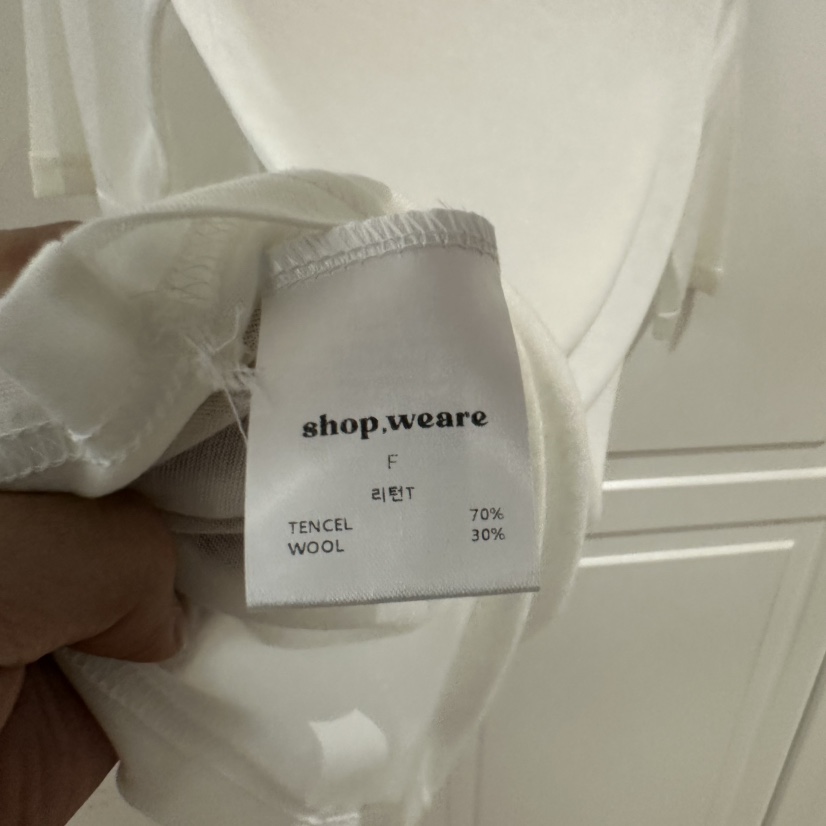 shop,weare
F
리턴T
TENCEL 70%
WOOL 30%